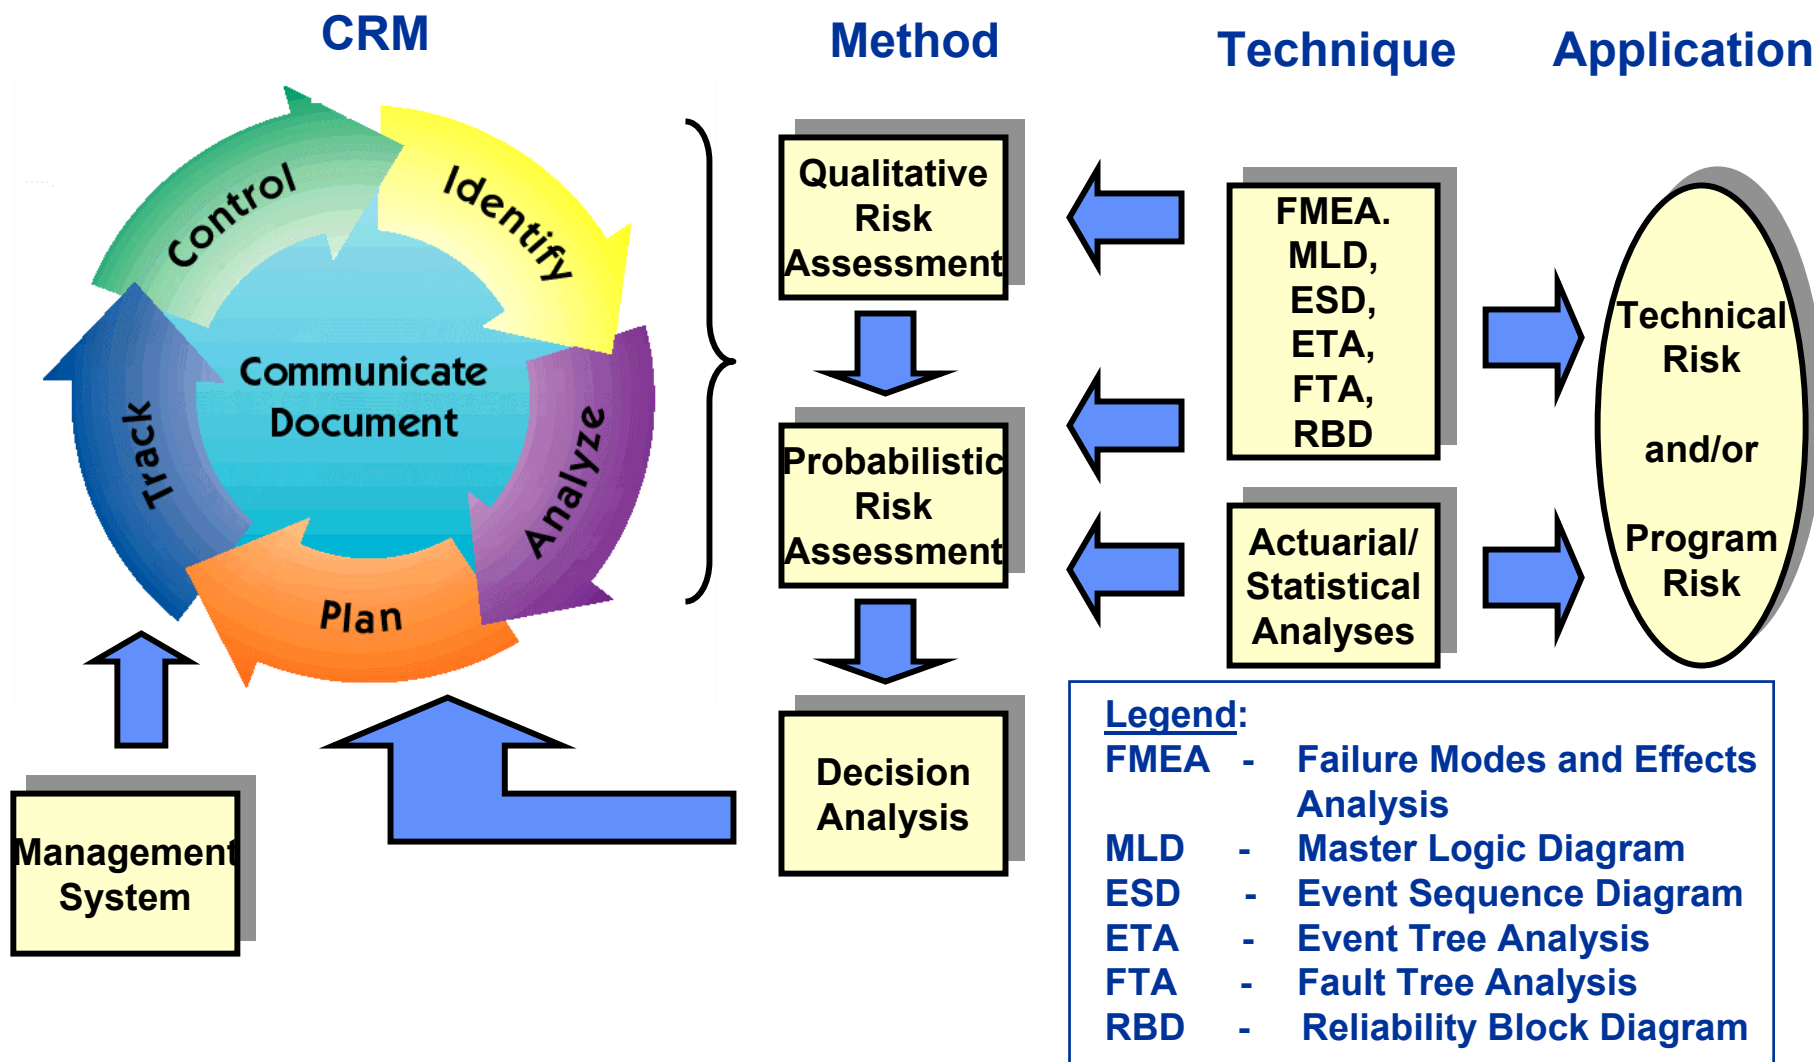 CRM
Method
Technique
Application
Control
Identify
Analyze
Plan
Track
Communicate
Document
Management
System
Qualitative
Risk
Assessment
Probabilistic
Risk
Assessment
Decision
Analysis
FMEA.
MLD,
ESD,
ETA,
FTA,
RBD
Actuarial/
Statistical
Analyses
Technical
Risk
and/or
Program
Risk
Legend:
FMEA - Failure Modes and Effects
Analysis
MLD - Master Logic Diagram
ESD - Event Sequence Diagram
ETA - Event Tree Analysis
FTA - Fault Tree Analysis
RBD - Reliability Block Diagram